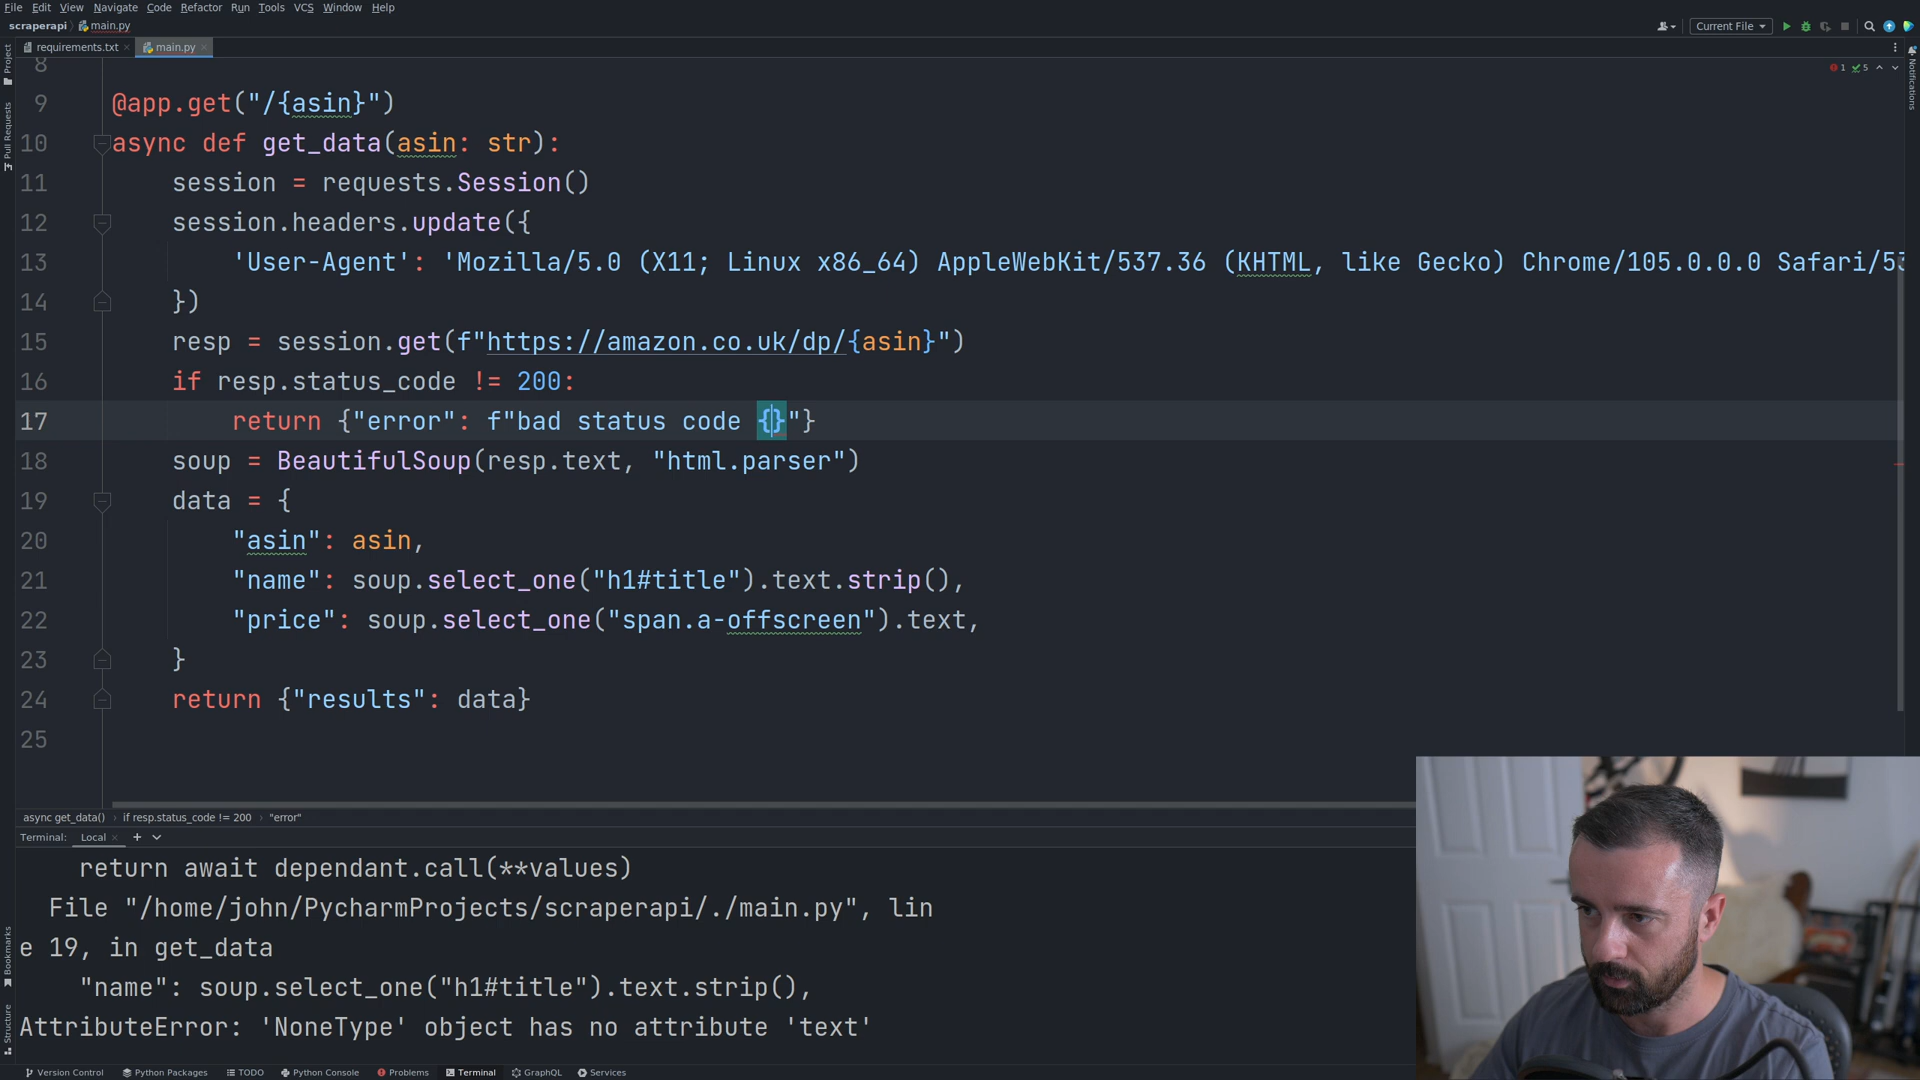 File Edit View Navigate Code Refactor Run Tools VCS Window Help
scraperapi main.py
Current File
requirements.txt main.py
Project
Pull Requests
Notifications
1 5
8
9 @app.get("/{asin}")
10 async def get_data(asin: str):
11 session = requests.Session()
12 session.headers.update({
13 'User-Agent': 'Mozilla/5.0 (X11; Linux x86_64) AppleWebKit/537.36 (KHTML, like Gecko) Chrome/105.0.0.0 Safari/53
14 })
15 resp = session.get(f"https://amazon.co.uk/dp/{asin}")
16 if resp.status_code != 200:
17 return {"error": f"bad status code {}"}
18 soup = BeautifulSoup(resp.text, "html.parser")
19 data = {
20 "asin": asin,
21 "name": soup.select_one("h1#title").text.strip(),
22 "price": soup.select_one("span.a-offscreen").text,
23 }
24 return {"results": data}
25
async get_data() › if resp.status_code != 200 › "error"
Terminal: Local
return await dependant.call(**values)
File "/home/john/PycharmProjects/scraperapi/./main.py", lin
e 19, in get_data
"name": soup.select_one("h1#title").text.strip(),
AttributeError: 'NoneType' object has no attribute 'text'
Bookmarks
Structure
Version Control Python Packages TODO Python Console Problems Terminal GraphQL Services